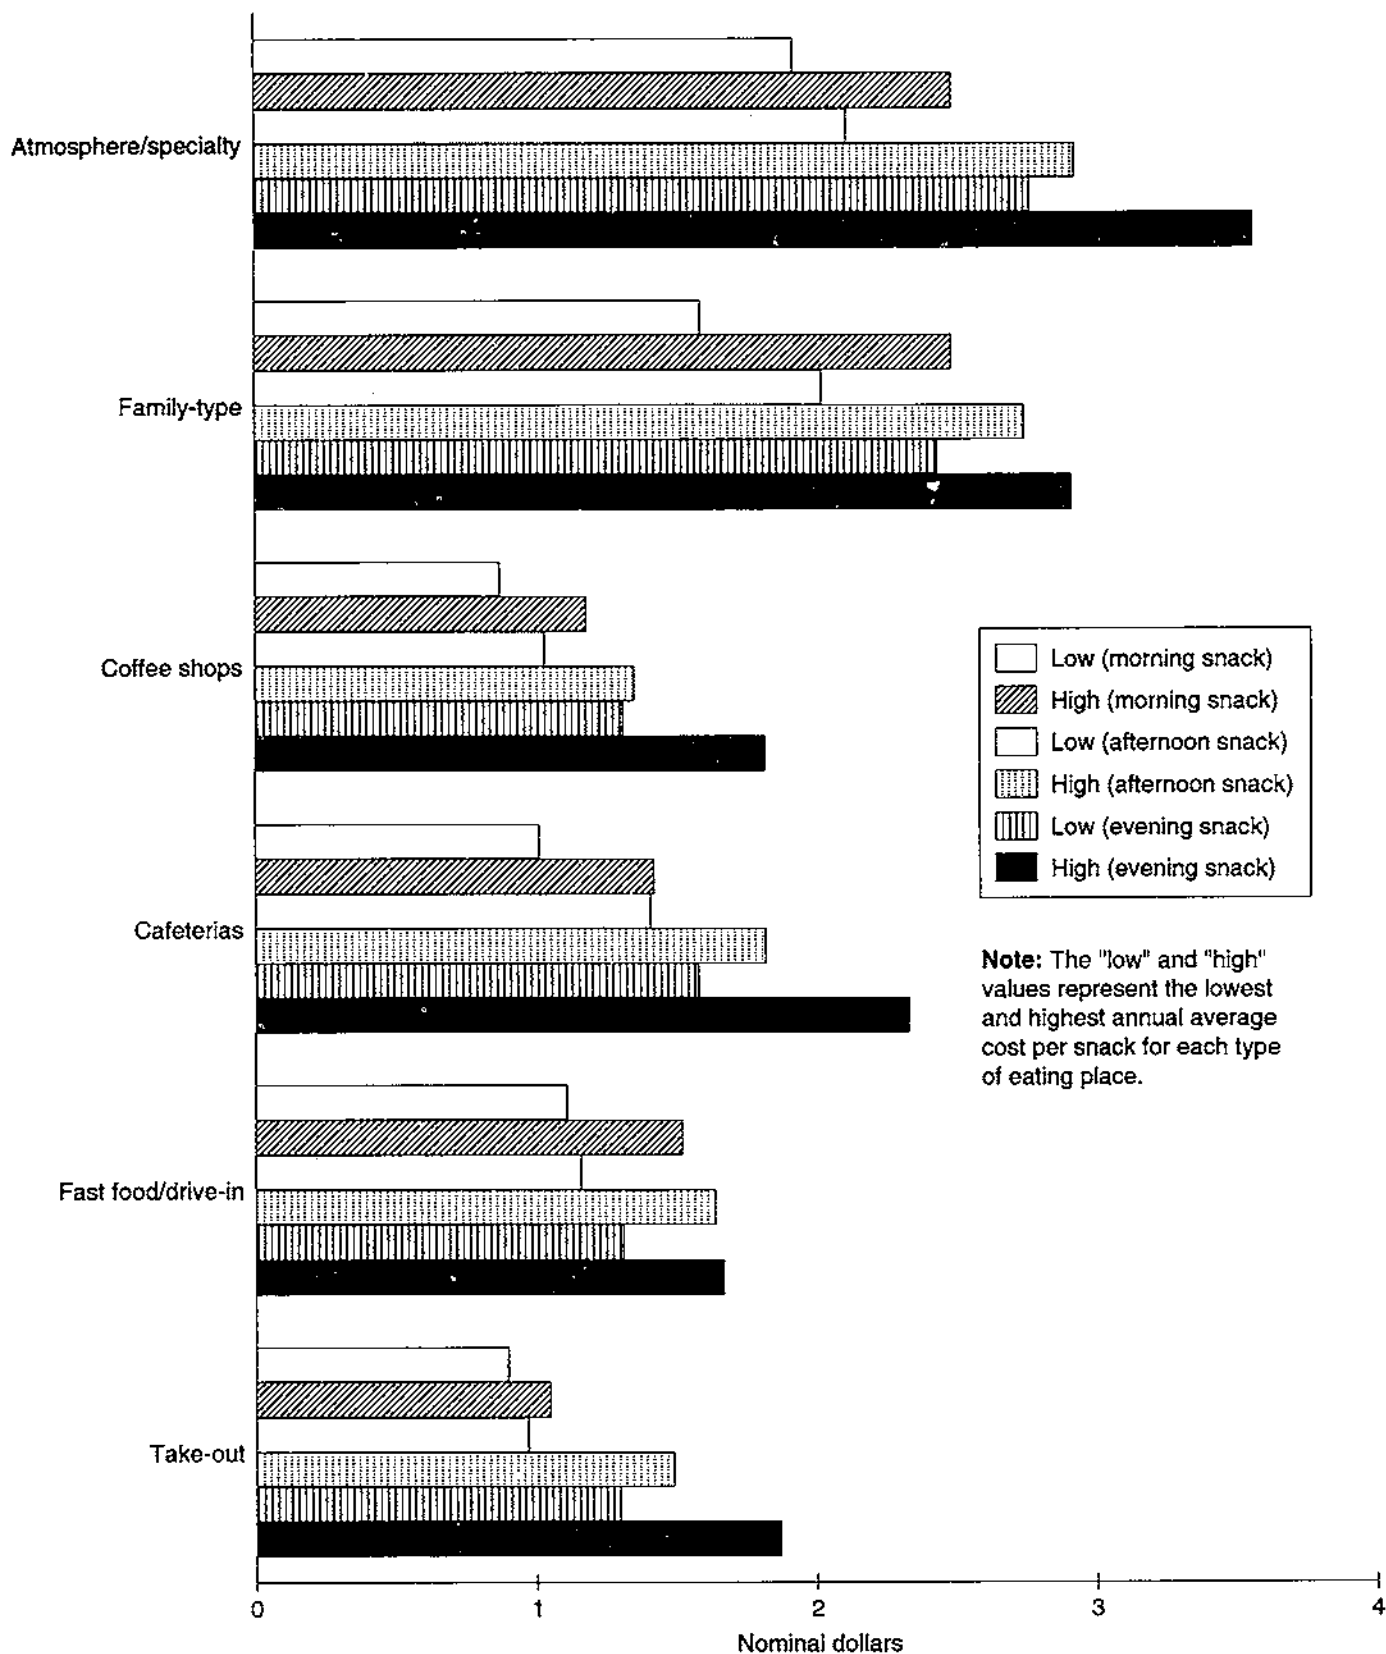 Atmosphere/specialty
Family-type
Coffee shops
Cafeterias
Fast food/drive-in
Take-out
Low (morning snack)
High (morning snack)
Low (afternoon snack)
High (afternoon snack)
Low (evening snack)
High (evening snack)
Note: The "low" and "high"
values represent the lowest
and highest annual average
cost per snack for each type
of eating place.
0 1 2 3 4
Nominal dollars